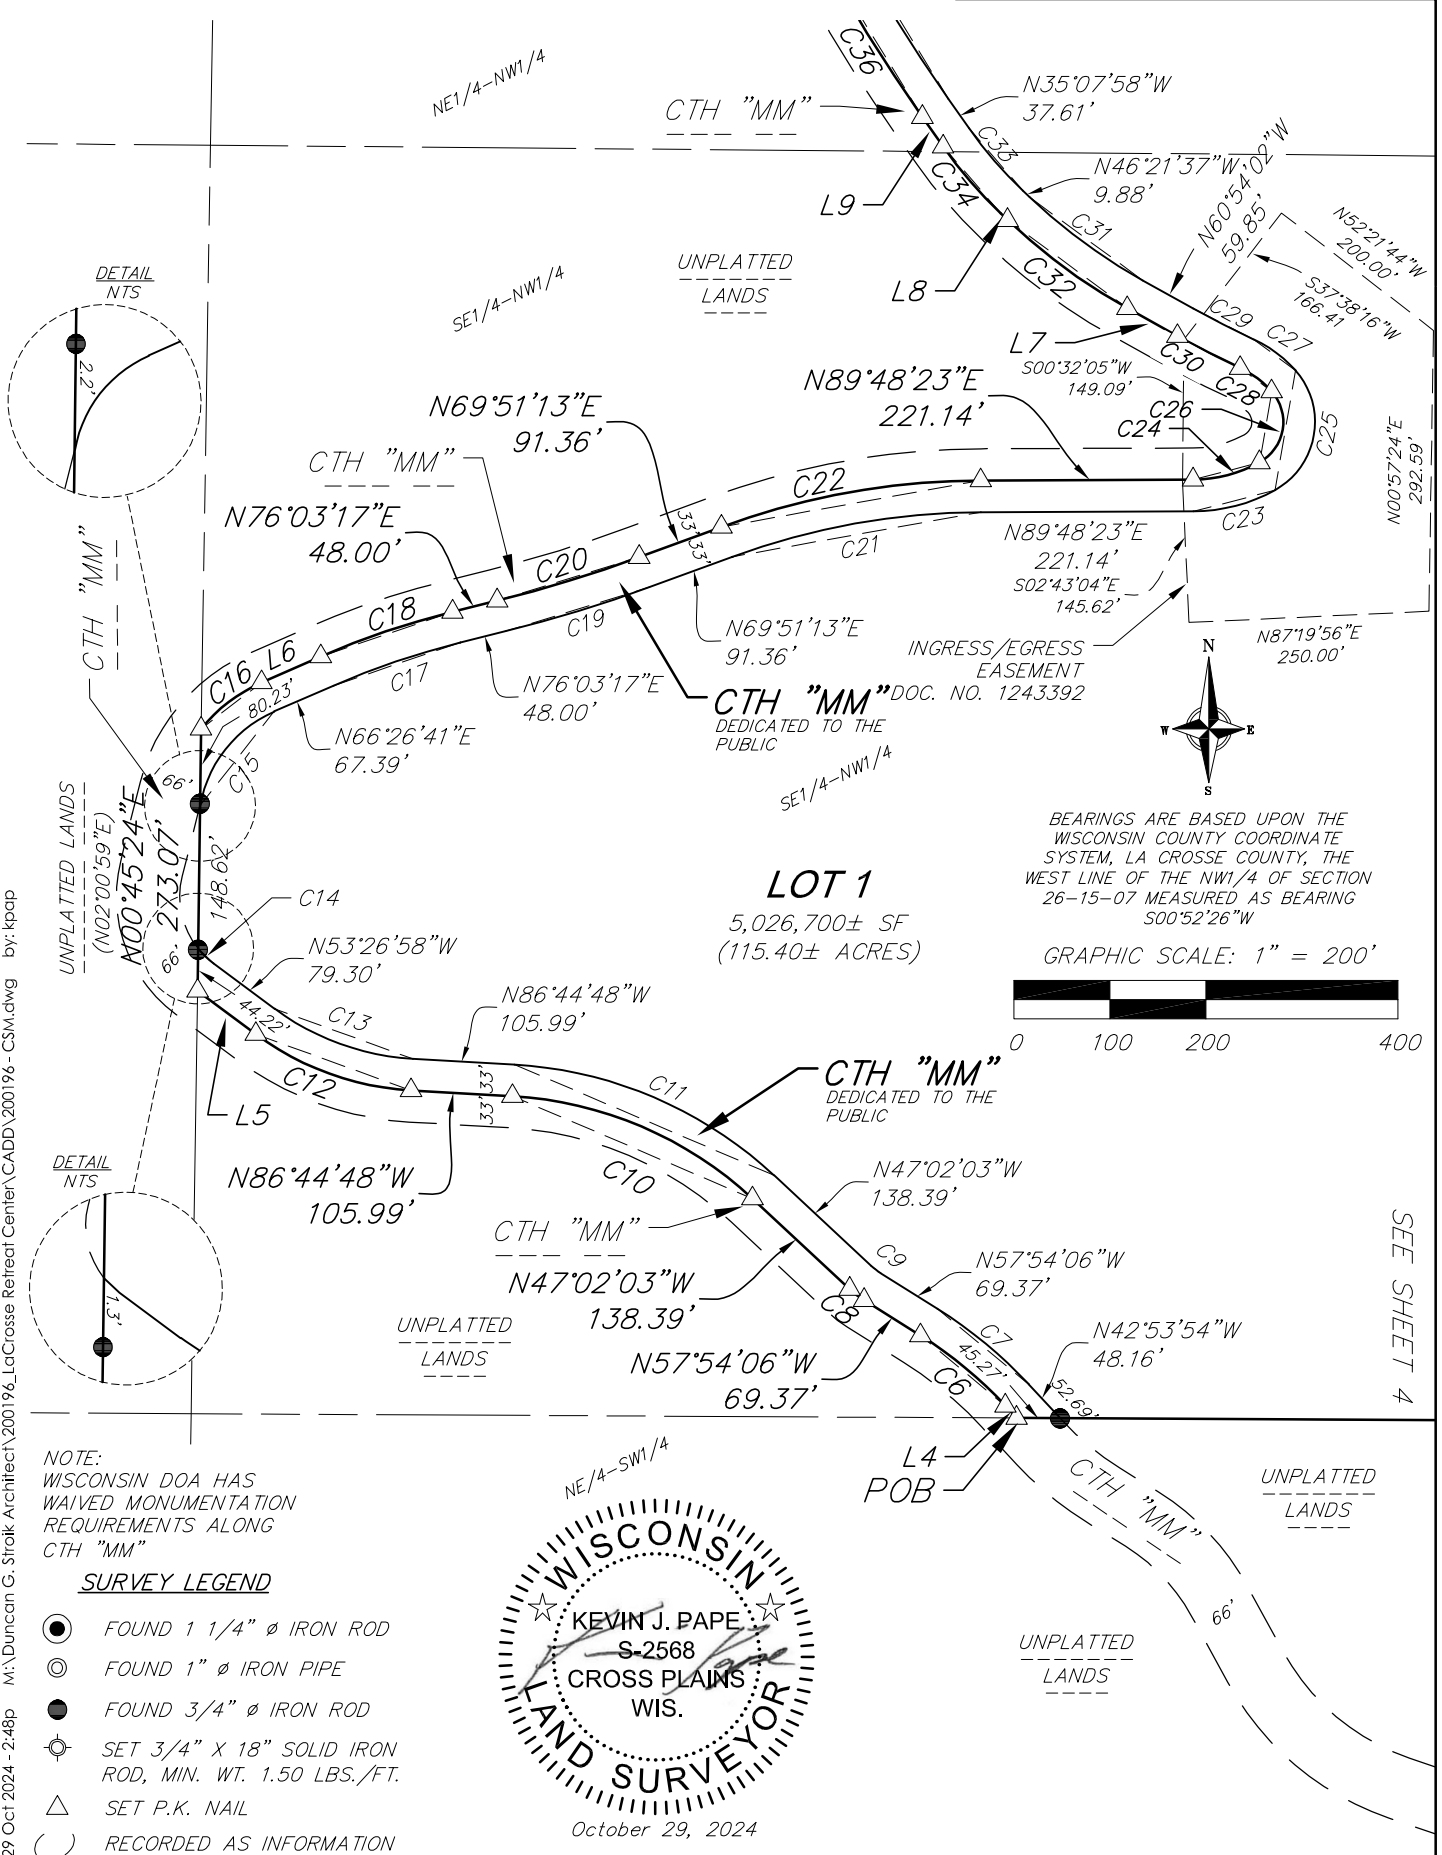 C36
NE1/4-NW1/4
CTH "MM"
N35°07'58"W
37.61'
C33
N46°21'37"W
9.88'
N60°54'02"W
59.85'
C34
L9
C31
N52°21'44"W
200.00'
S37°38'16"W
166.41
DETAIL
NTS
2.2'
SE1/4-NW1/4
UNPLATTED
LANDS
L8
C32
L7
C29
C27
C30
S00°32'05"W
149.09'
C28
C26
C24
C25
N00°57'24"E
292.59'
N89°48'23"E
221.14'
N69°51'13"E
91.36'
CTH "MM"
C22
N76°03'17"E
48.00'
33'
33'
C20
C21
C23
N89°48'23"E
221.14'
S02°43'04"E
145.62'
CTH "MM"
C18
C19
N69°51'13"E
91.36'
N87°19'56"E
250.00'
INGRESS/EGRESS
EASEMENT
DOC. NO. 1243392
L6
C16
C17
80.23'
N76°03'17"E
48.00'
CTH "MM"
DEDICATED TO THE
PUBLIC
N66°26'41"E
67.39'
C15
66'
SE1/4-NW1/4
N
W
E
S
UNPLATTED LANDS
(N02°00'59"E)
N00°45'24"E
273.07'
148.62'
BEARINGS ARE BASED UPON THE
WISCONSIN COUNTY COORDINATE
SYSTEM, LA CROSSE COUNTY, THE
WEST LINE OF THE NW1/4 OF SECTION
26-15-07 MEASURED AS BEARING
S00°52'26"W
LOT 1
5,026,700± SF
(115.40± ACRES)
C14
66'
N53°26'58"W
79.30'
GRAPHIC SCALE: 1" = 200'
0 100 200 400
44.22'
C13
N86°44'48"W
105.99'
C12
L5
33'
33'
C11
CTH "MM"
DEDICATED TO THE
PUBLIC
DETAIL
NTS
1.3'
N86°44'48"W
105.99'
C10
N47°02'03"W
138.39'
CTH "MM"
C9
N57°54'06"W
69.37'
N47°02'03"W
138.39'
C8
UNPLATTED
LANDS
C7
N42°53'54"W
48.16'
45.27'
52.69'
N57°54'06"W
69.37'
C6
SEE SHEET 4
L4
POB
NE/4-SW1/4
CTH "MM"
UNPLATTED
LANDS
66'
UNPLATTED
LANDS
NOTE:
WISCONSIN DOA HAS
WAIVED MONUMENTATION
REQUIREMENTS ALONG
CTH "MM"
SURVEY LEGEND
FOUND 1 1/4" ø IRON ROD
FOUND 1" ø IRON PIPE
FOUND 3/4" ø IRON ROD
SET 3/4" X 18" SOLID IRON
ROD, MIN. WT. 1.50 LBS./FT.
SET P.K. NAIL
( ) RECORDED AS INFORMATION
WISCONSIN
KEVIN J. PAPE
S-2568
CROSS PLAINS
WIS.
LAND SURVEYOR
October 29, 2024
29 Oct 2024 - 2:48p M:\Duncan G. Stroik Architect\200196_LaCrosse Retreat Center\CADD\200196 - CSM.dwg by: kpap